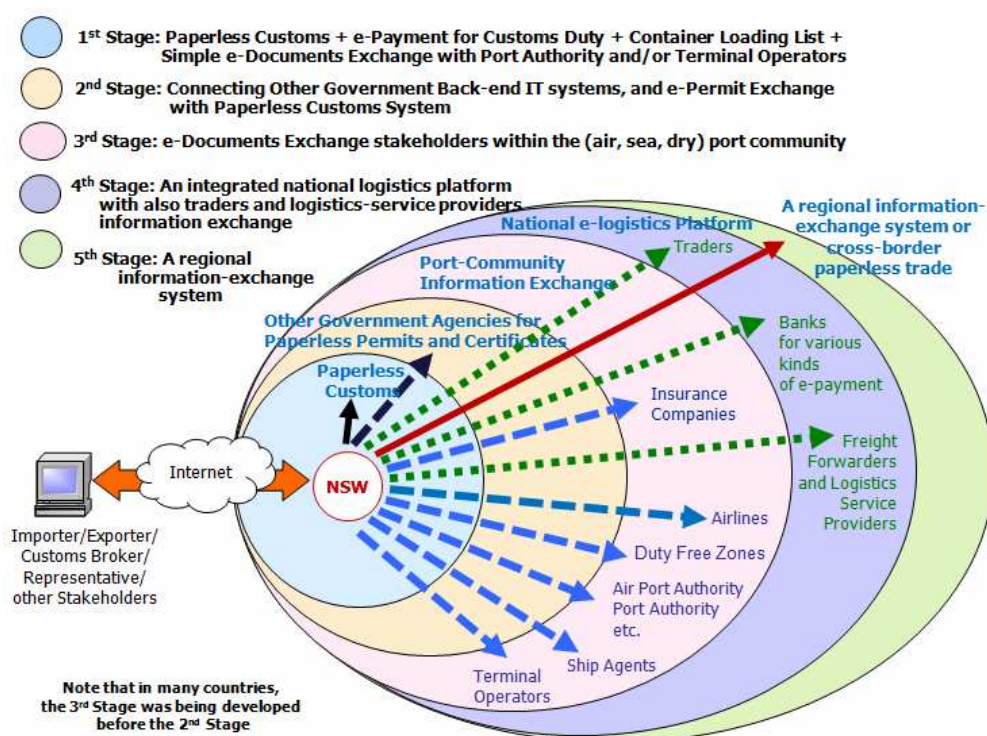 1st Stage: Paperless Customs + e-Payment for Customs Duty + Container Loading List +
Simple e-Documents Exchange with Port Authority and/or Terminal Operators
2nd Stage: Connecting Other Government Back-end IT systems, and e-Permit Exchange
with Paperless Customs System
3rd Stage: e-Documents Exchange stakeholders within the (air, sea, dry) port community
4th Stage: An integrated national logistics platform
with also traders and logistics-service providers
information exchange
5th Stage: A regional
information-exchange
system
A regional information-
exchange system or
cross-border
paperless trade
National e-logistics Platform
Traders
Port-Community
Information Exchange
Other Government Agencies for
Paperless Permits and Certificates
Paperless
Customs
Banks
for various
kinds
of e-payment
Insurance
Companies
Freight
Forwarders
and Logistics
Service
Providers
Internet
NSW
Importer/Exporter/
Customs Broker/
Representative/
other Stakeholders
Airlines
Duty Free Zones
Air Port Authority
Port Authority
etc.
Ship Agents
Terminal
Operators
Note that in many countries,
the 3rd Stage was being developed
before the 2nd Stage